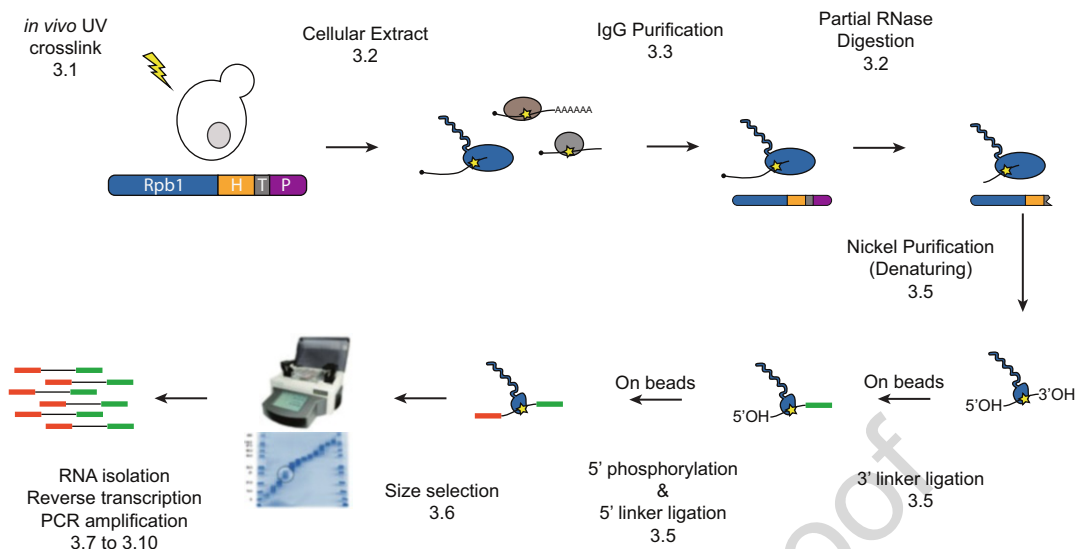 in vivo UV
crosslink
3.1
Cellular Extract
3.2
IgG Purification
3.3
Partial RNase
Digestion
3.2
AAAAAA
Rpb1 H T P
Nickel Purification
(Denaturing)
3.5
5'OH 3'OH
On beads
3' linker ligation
3.5
5'OH
On beads
5' phosphorylation
&
5' linker ligation
3.5
Size selection
3.6
RNA isolation
Reverse transcription
PCR amplification
3.7 to 3.10
oof